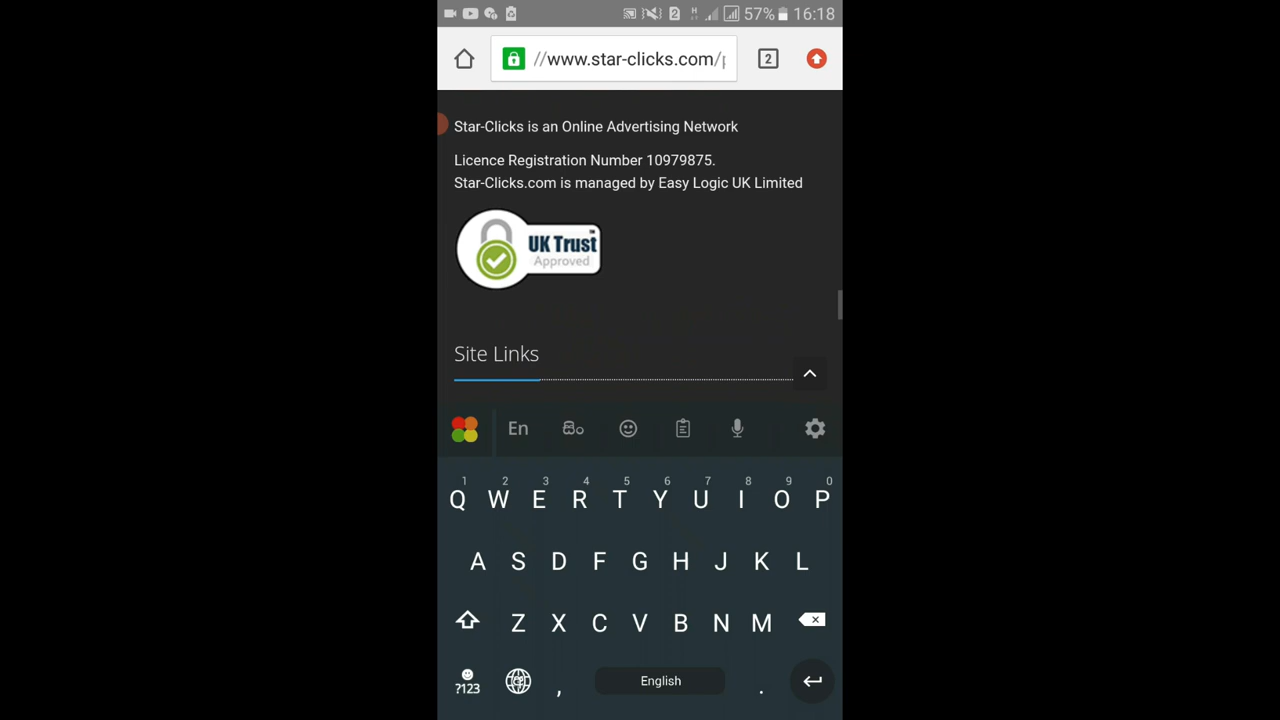 57% 16:18
//www.star-clicks.com/
2
Star-Clicks is an Online Advertising Network
Licence Registration Number 10979875.
Star-Clicks.com is managed by Easy Logic UK Limited
UK Trust™
Approved
Site Links
En
1 2 3 4 5 6 7 8 9 0
Q W E R T Y U I O P
A S D F G H J K L
Z X C V B N M
?123 , English .